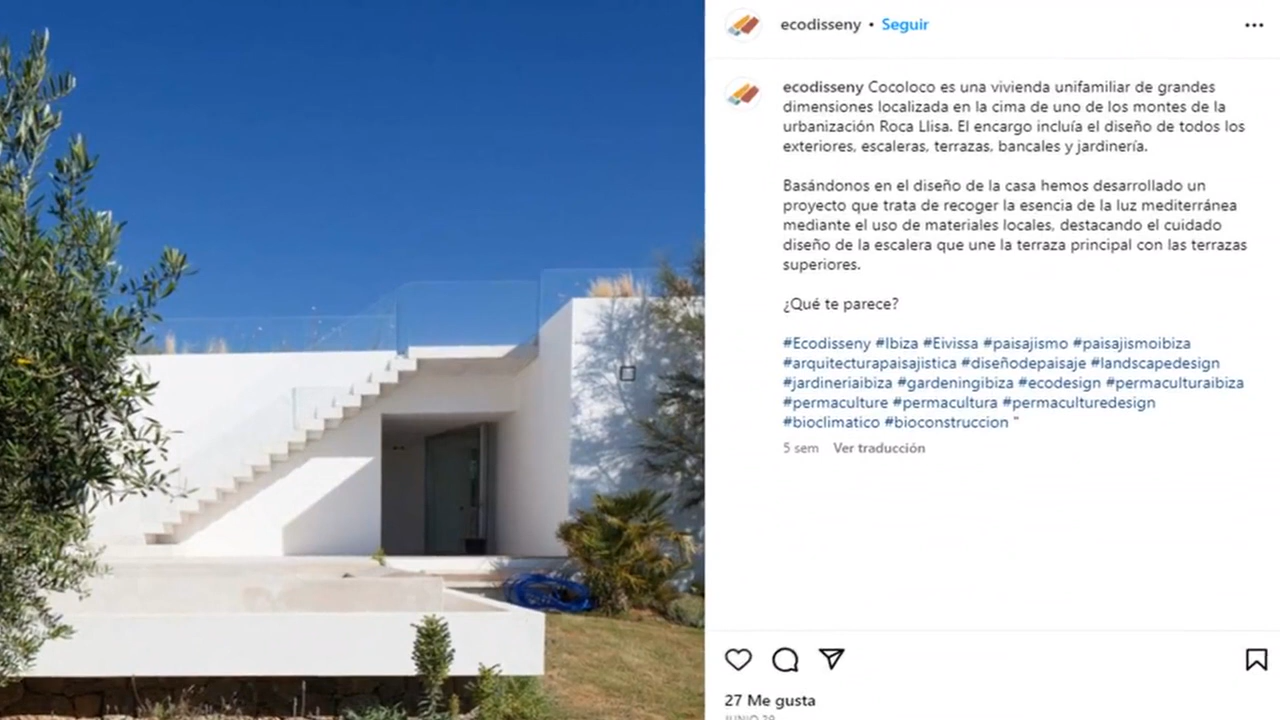 ecodisseny • Seguir
ecodisseny Cocoloco es una vivienda unifamiliar de grandes
dimensiones localizada en la cima de uno de los montes de la
urbanización Roca Llisa. El encargo incluía el diseño de todos los
exteriores, escaleras, terrazas, bancales y jardinería.
Basándonos en el diseño de la casa hemos desarrollado un
proyecto que trata de recoger la esencia de la luz mediterránea
mediante el uso de materiales locales, destacando el cuidado
diseño de la escalera que une la terraza principal con las terrazas
superiores.
¿Qué te parece?
#Ecodisseny #Ibiza #Eivissa #paisajismo #paisajismoibiza
#arquitecturapaisajistica #diseñodepaisaje #landscapedesign
#jardineriaibiza #gardeningibiza #ecodesign #permaculturaibiza
#permaculture #permacultura #permaculturedesign
#bioclimatico #bioconstruccion "
5 sem Ver traducción
27 Me gusta
JUNIO 29